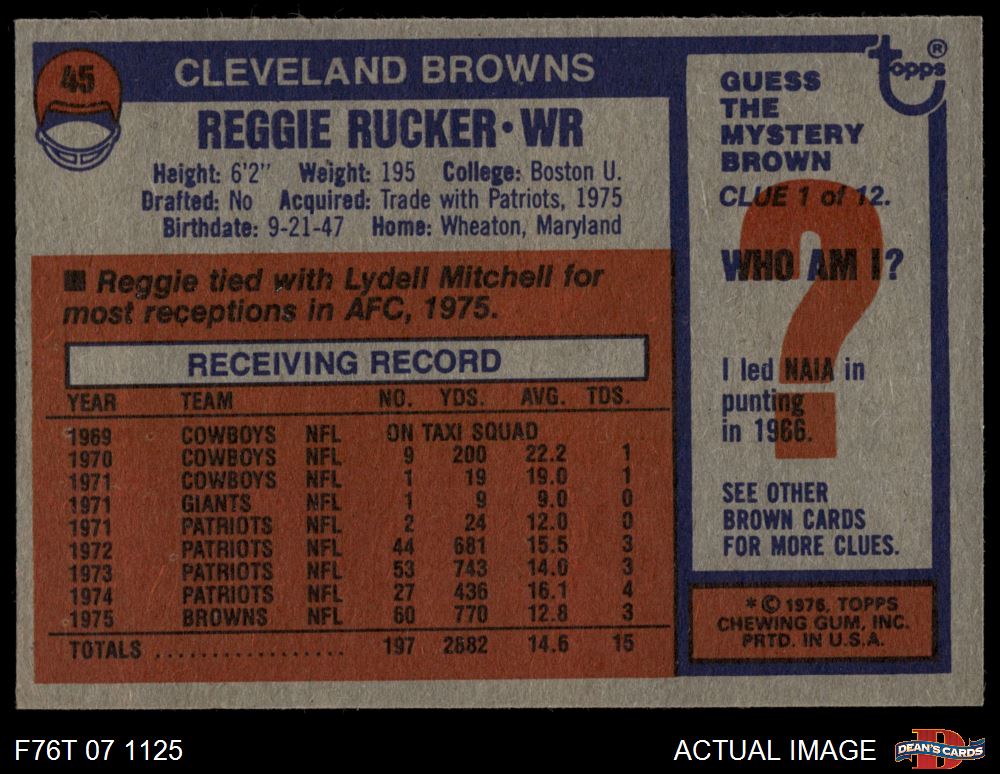 45
CLEVELAND BROWNS
REGGIE RUCKER • WR
Height: 6'2" Weight: 195 College: Boston U.
Drafted: No Acquired: Trade with Patriots, 1975
Birthdate: 9-21-47 Home: Wheaton, Maryland
■ Reggie tied with Lydell Mitchell for
most receptions in AFC, 1975.
RECEIVING RECORD
YEAR TEAM NO. YDS. AVG. TDS.
1969 COWBOYS NFL ON TAXI SQUAD
1970 COWBOYS NFL 9 200 22.2 1
1971 COWBOYS NFL 1 19 19.0 1
1971 GIANTS NFL 1 9 9.0 0
1971 PATRIOTS NFL 2 24 12.0 0
1972 PATRIOTS NFL 44 681 15.5 3
1973 PATRIOTS NFL 53 743 14.0 3
1974 PATRIOTS NFL 27 436 16.1 4
1975 BROWNS NFL 60 770 12.8 3
TOTALS .................. 197 2882 14.6 15
topps ®
GUESS
THE
MYSTERY
BROWN
CLUE 1 of 12.
WHO AM I?
?
I led NAIA in
punting
in 1966.
SEE OTHER
BROWN CARDS
FOR MORE CLUES.
* © 1976, TOPPS
CHEWING GUM, INC.
PRTD. IN U.S.A.
F76T 07 1125
ACTUAL IMAGE
D
DEAN'S CARDS